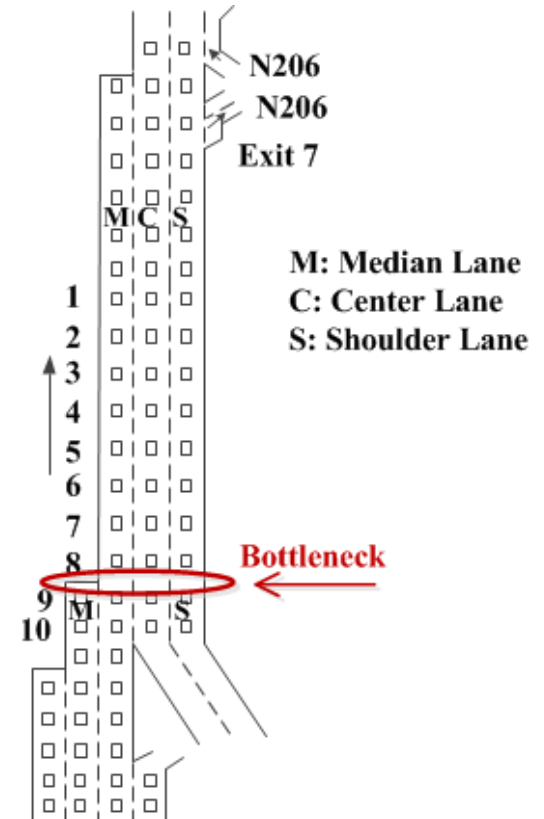 N206
N206
Exit 7
M C S
M: Median Lane
C: Center Lane
S: Shoulder Lane
1
2
3
4
5
6
7
8
Bottleneck
9
M S
10